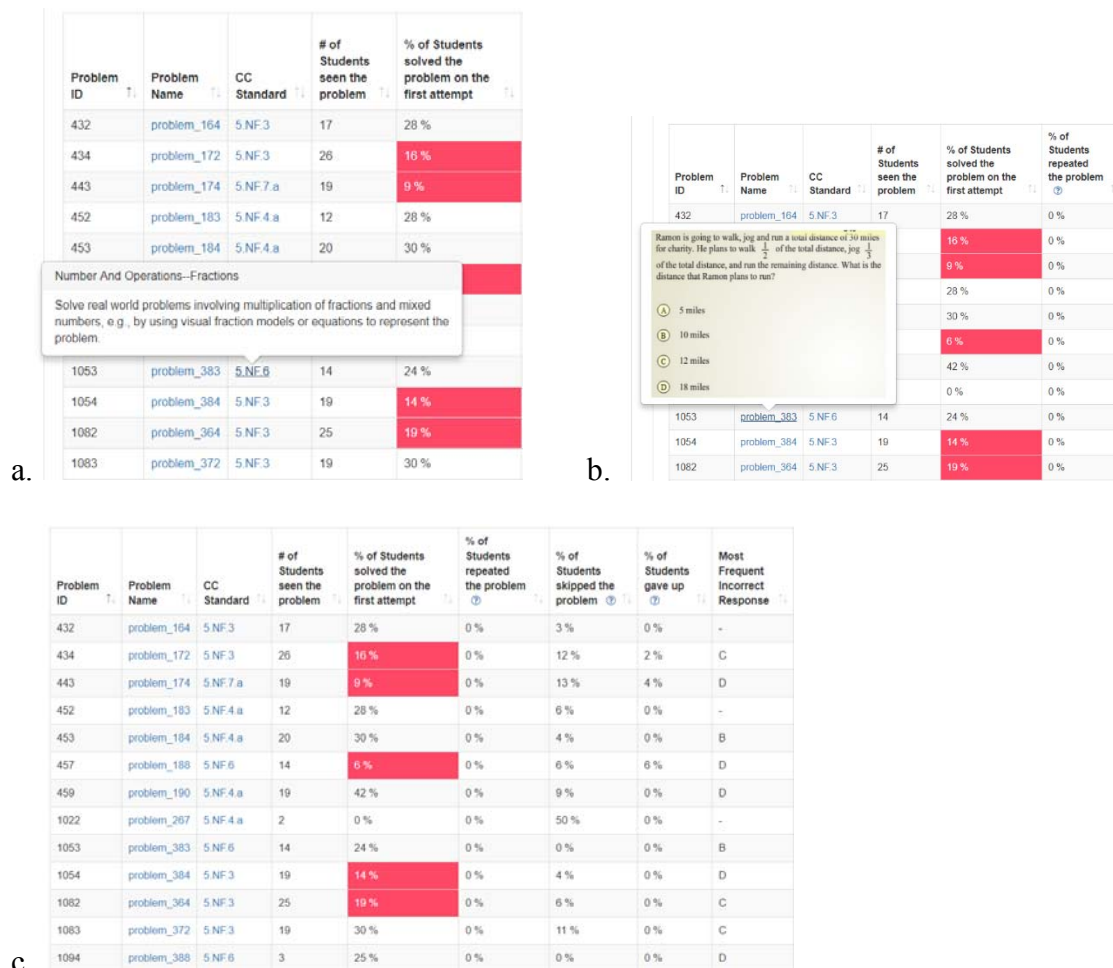 Problem ID Problem Name CC Standard # of Students seen the problem % of Students solved the problem on the first attempt
432 problem_164 5.NF.3 17 28 %
434 problem_172 5.NF.3 26 16 %
443 problem_174 5.NF.7.a 19 9 %
452 problem_183 5.NF.4.a 12 28 %
453 problem_184 5.NF.4.a 20 30 %
Number And Operations--Fractions
Solve real world problems involving multiplication of fractions and mixed
numbers, e.g., by using visual fraction models or equations to represent the
problem.
1053 problem_383 5.NF.6 14 24 %
1054 problem_384 5.NF.3 19 14 %
1082 problem_364 5.NF.3 25 19 %
1083 problem_372 5.NF.3 19 30 %
a.
Problem ID Problem Name CC Standard # of Students seen the problem % of Students solved the problem on the first attempt % of Students repeated the problem
432 problem_164 5.NF.3 17 28 % 0 %
Ramon is going to walk, jog and run a total distance of 30 miles
for charity. He plans to walk 1/2 of the total distance, jog 1/3
of the total distance, and run the remaining distance. What is the
distance that Ramon plans to run?
A 5 miles
B 10 miles
C 12 miles
D 18 miles
16 % 0 %
9 % 0 %
28 % 0 %
30 % 0 %
6 % 0 %
42 % 0 %
0 % 0 %
1053 problem_383 5.NF.6 14 24 % 0 %
1054 problem_384 5.NF.3 19 14 % 0 %
1082 problem_364 5.NF.3 25 19 % 0 %
b.
Problem ID Problem Name CC Standard # of Students seen the problem % of Students solved the problem on the first attempt % of Students repeated the problem % of Students skipped the problem % of Students gave up Most Frequent Incorrect Response
432 problem_164 5.NF.3 17 28 % 0 % 3 % 0 % -
434 problem_172 5.NF.3 26 16 % 0 % 12 % 2 % C
443 problem_174 5.NF.7.a 19 9 % 0 % 13 % 4 % D
452 problem_183 5.NF.4.a 12 28 % 0 % 6 % 0 % -
453 problem_184 5.NF.4.a 20 30 % 0 % 4 % 0 % B
457 problem_188 5.NF.6 14 6 % 0 % 6 % 6 % D
459 problem_190 5.NF.4.a 19 42 % 0 % 9 % 0 % D
1022 problem_267 5.NF.4.a 2 0 % 0 % 50 % 0 % -
1053 problem_383 5.NF.6 14 24 % 0 % 0 % 0 % B
1054 problem_384 5.NF.3 19 14 % 0 % 4 % 0 % D
1082 problem_364 5.NF.3 25 19 % 0 % 6 % 0 % C
1083 problem_372 5.NF.3 19 30 % 0 % 11 % 0 % C
1094 problem_388 5.NF.6 3 25 % 0 % 0 % 0 % D
c.